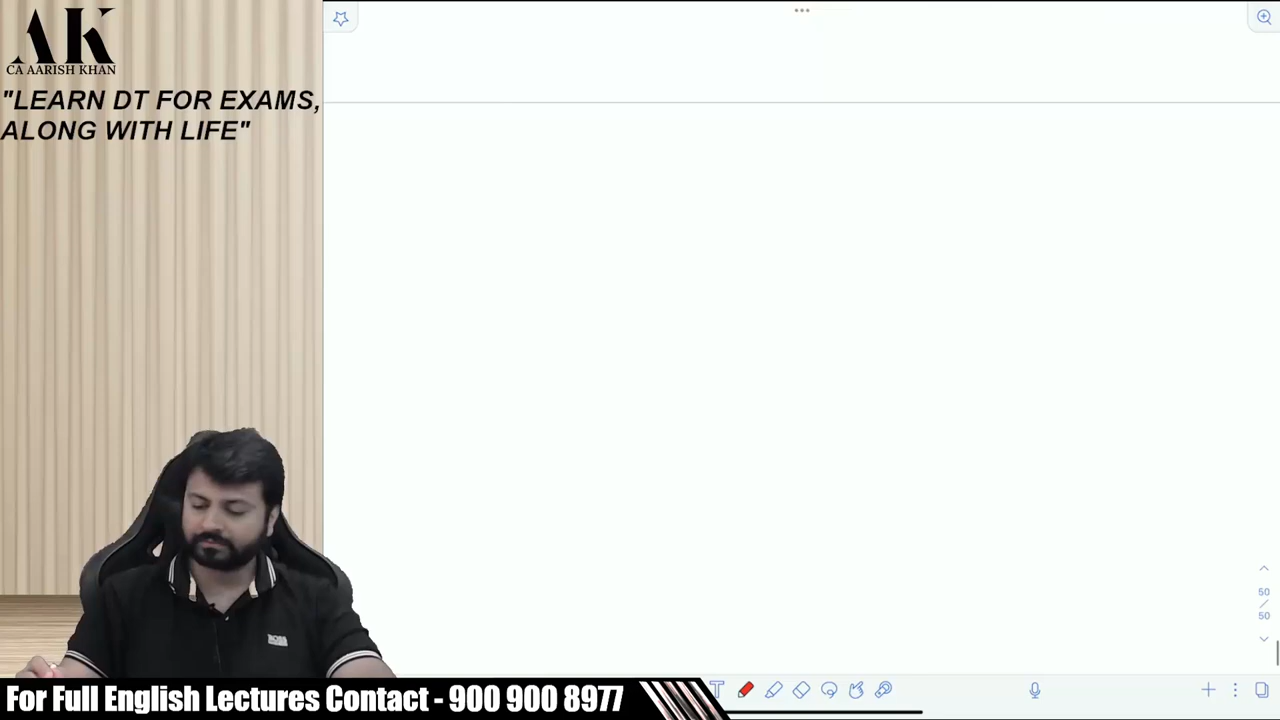 AK
CA AARISH KHAN
"LEARN DT FOR EXAMS,
ALONG WITH LIFE"
BOSS
50
50
For Full English Lectures Contact - 900 900 8977